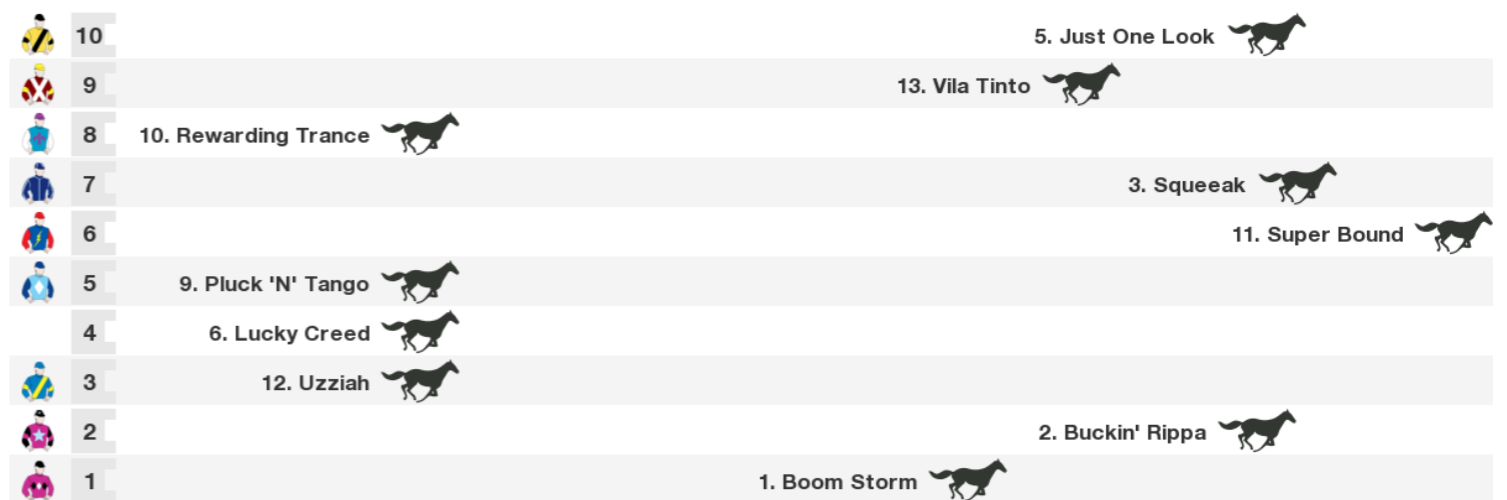 10 5. Just One Look
9 13. Vila Tinto
8 10. Rewarding Trance
7 3. Squeeak
6 11. Super Bound
5 9. Pluck 'N' Tango
4 6. Lucky Creed
3 12. Uzziah
2 2. Buckin' Rippa
1 1. Boom Storm